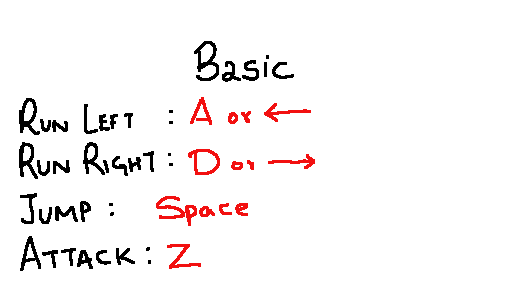 Basic
RUN LEFT : A or ←
RUN RIGHT : D or →
JUMP : Space
ATTACK : Z